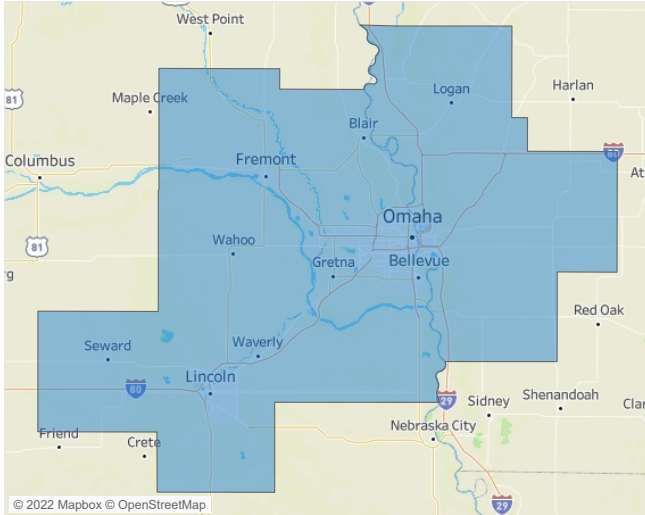 West Point
Harlan
Logan
81
Maple Creek
Blair
80
Columbus
Fremont
At
Omaha
81
Wahoo
Gretna
Bellevue
rg
Red Oak
Seward
Waverly
Lincoln
80
29
Sidney
Shenandoah
Clar
Nebraska City
Friend
Crete
29
© 2022 Mapbox © OpenStreetMap